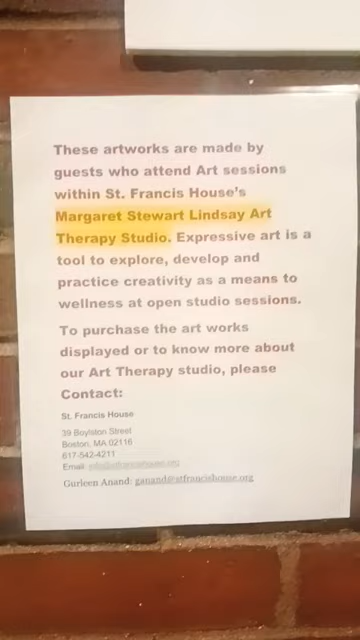 These artworks are made by
guests who attend Art sessions
within St. Francis House's
Margaret Stewart Lindsay Art
Therapy Studio. Expressive art is a
tool to explore, develop and
practice creativity as a means to
wellness at open studio sessions.
To purchase the art works
displayed or to know more about
our Art Therapy studio, please
Contact:
St. Francis House
39 Boylston Street
Boston, MA 02116
617-542-4211
Email:
Gurleen Anand: ganand@stfrancishouse.org